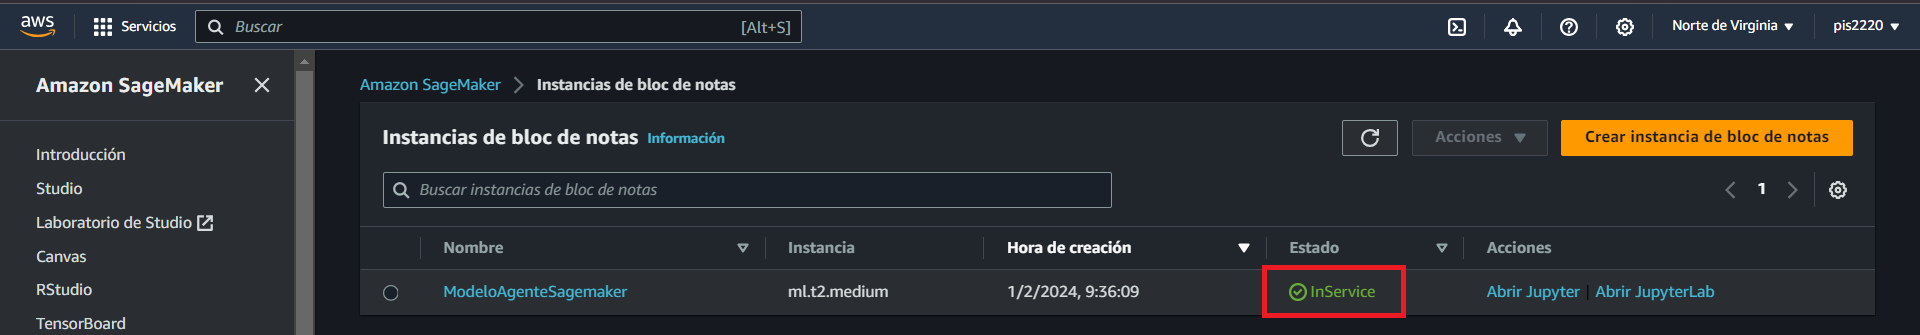 aws Servicios Buscar [Alt+S] Norte de Virginia pis2220
Amazon SageMaker
Introducción
Studio
Laboratorio de Studio
Canvas
RStudio
TensorBoard
Amazon SageMaker Instancias de bloc de notas
Instancias de bloc de notas Información Acciones Crear instancia de bloc de notas
Buscar instancias de bloc de notas 1
Nombre Instancia Hora de creación Estado Acciones
ModeloAgenteSagemaker ml.t2.medium 1/2/2024, 9:36:09 InService Abrir Jupyter | Abrir JupyterLab